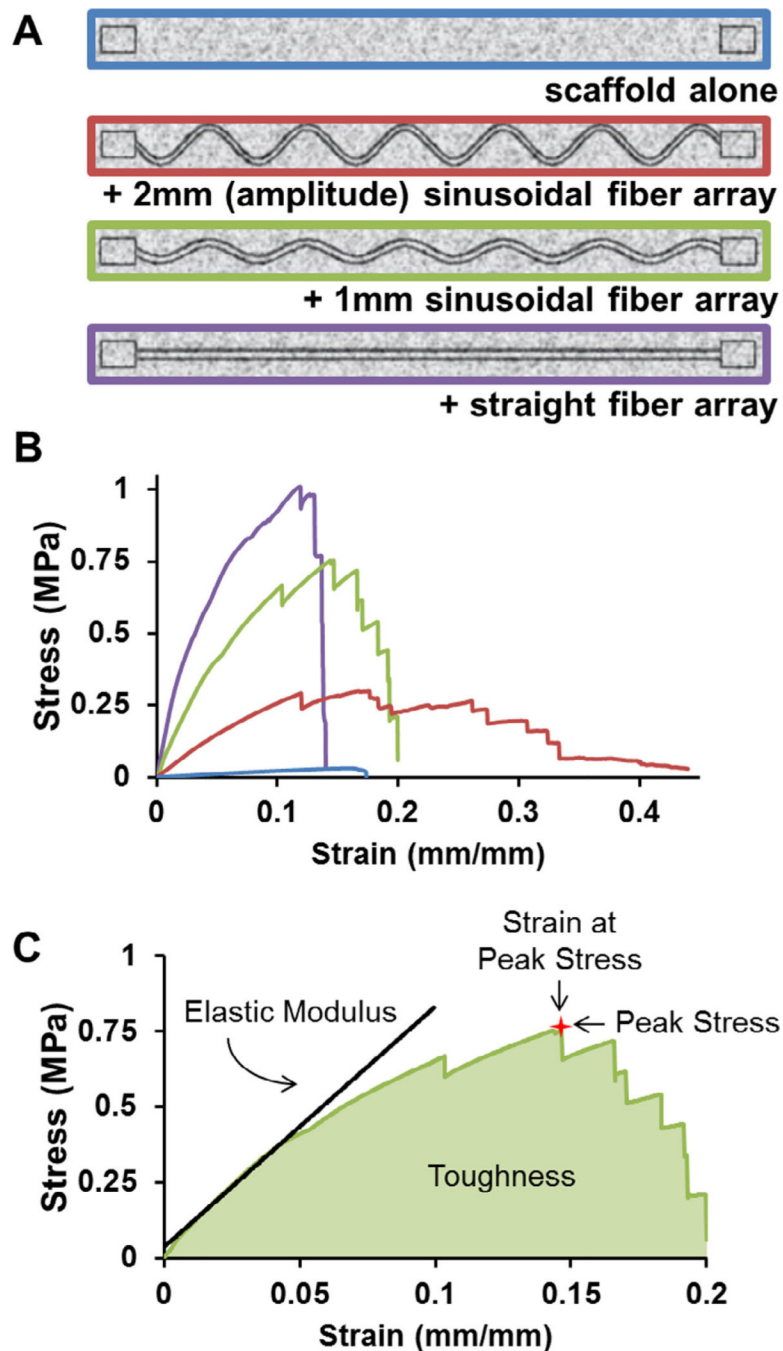 A
scaffold alone
+ 2mm (amplitude) sinusoidal fiber array
+ 1mm sinusoidal fiber array
+ straight fiber array
B
1
0.75
0.5
0.25
0
Stress (MPa)
0 0.1 0.2 0.3 0.4
Strain (mm/mm)
C
Strain at
Peak Stress
Elastic Modulus
Peak Stress
Toughness
1
0.75
0.5
0.25
0
Stress (MPa)
0 0.05 0.1 0.15 0.2
Strain (mm/mm)